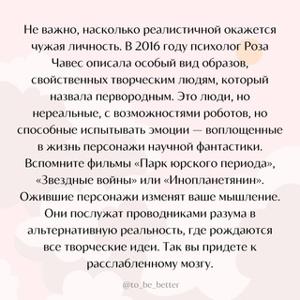 Не важно, насколько реалистичной окажется
чужая личность. В 2016 году психолог Роза
Чавес описала особый вид образов,
свойственных творческим людям, который
назвала первородным. Это люди, но
нереальные, с возможностями роботов, но
способные испытывать эмоции — воплощенные
в жизнь персонажи научной фантастики.
Вспомните фильмы «Парк юрского периода»,
«Звездные войны» или «Инопланетянин».
Ожившие персонажи изменят ваше мышление.
Они послужат проводниками разума в
альтернативную реальность, где рождаются
все творческие идеи. Так вы придете к
расслабленному мозгу.
@to_be_better